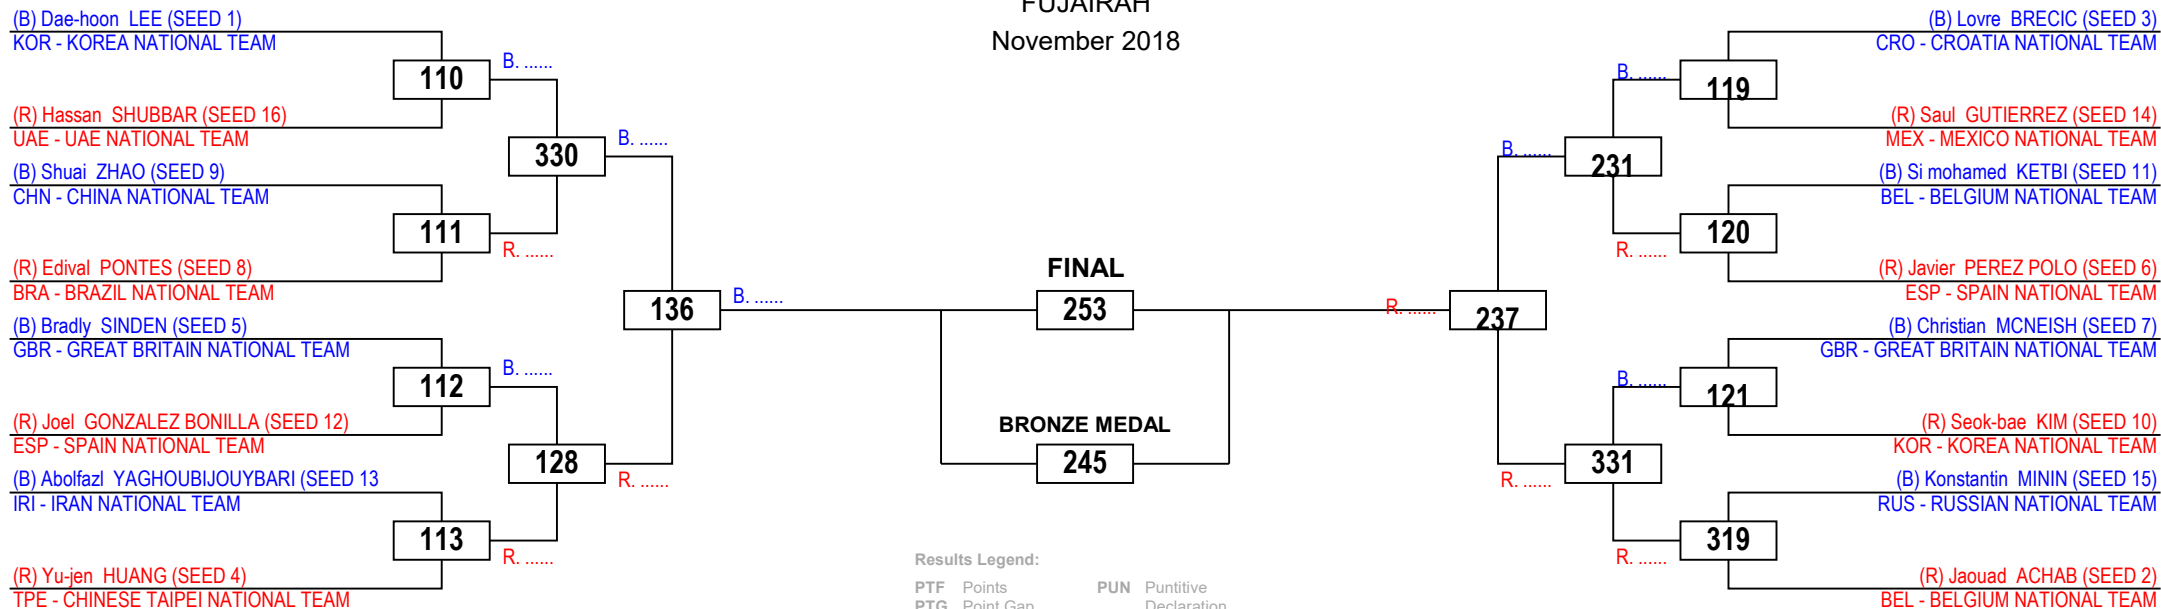 FUJAIRAH
November 2018
(B) Dae-hoon LEE (SEED 1)
KOR - KOREA NATIONAL TEAM
110
B. ......
(R) Hassan SHUBBAR (SEED 16)
UAE - UAE NATIONAL TEAM
330
B. ......
(B) Shuai ZHAO (SEED 9)
CHN - CHINA NATIONAL TEAM
111
R. ......
(R) Edival PONTES (SEED 8)
BRA - BRAZIL NATIONAL TEAM
136
B. ......
(B) Bradly SINDEN (SEED 5)
GBR - GREAT BRITAIN NATIONAL TEAM
112
B. ......
(R) Joel GONZALEZ BONILLA (SEED 12)
ESP - SPAIN NATIONAL TEAM
128
R. ......
(B) Abolfazl YAGHOUBIJOUYBARI (SEED 13
IRI - IRAN NATIONAL TEAM
113
R. ......
(R) Yu-jen HUANG (SEED 4)
TPE - CHINESE TAIPEI NATIONAL TEAM
FINAL
253
BRONZE MEDAL
245
(B) Lovre BRECIC (SEED 3)
CRO - CROATIA NATIONAL TEAM
B. ......
119
(R) Saul GUTIERREZ (SEED 14)
MEX - MEXICO NATIONAL TEAM
B. ......
231
(B) Si mohamed KETBI (SEED 11)
BEL - BELGIUM NATIONAL TEAM
120
R. ......
(R) Javier PEREZ POLO (SEED 6)
ESP - SPAIN NATIONAL TEAM
R. ......
237
(B) Christian MCNEISH (SEED 7)
GBR - GREAT BRITAIN NATIONAL TEAM
B. ......
121
(R) Seok-bae KIM (SEED 10)
KOR - KOREA NATIONAL TEAM
331
R. ......
(B) Konstantin MININ (SEED 15)
RUS - RUSSIAN NATIONAL TEAM
319
R. ......
(R) Jaouad ACHAB (SEED 2)
BEL - BELGIUM NATIONAL TEAM
Results Legend:
PTF Points PUN Puntitive
PTG Point Gap Declaration